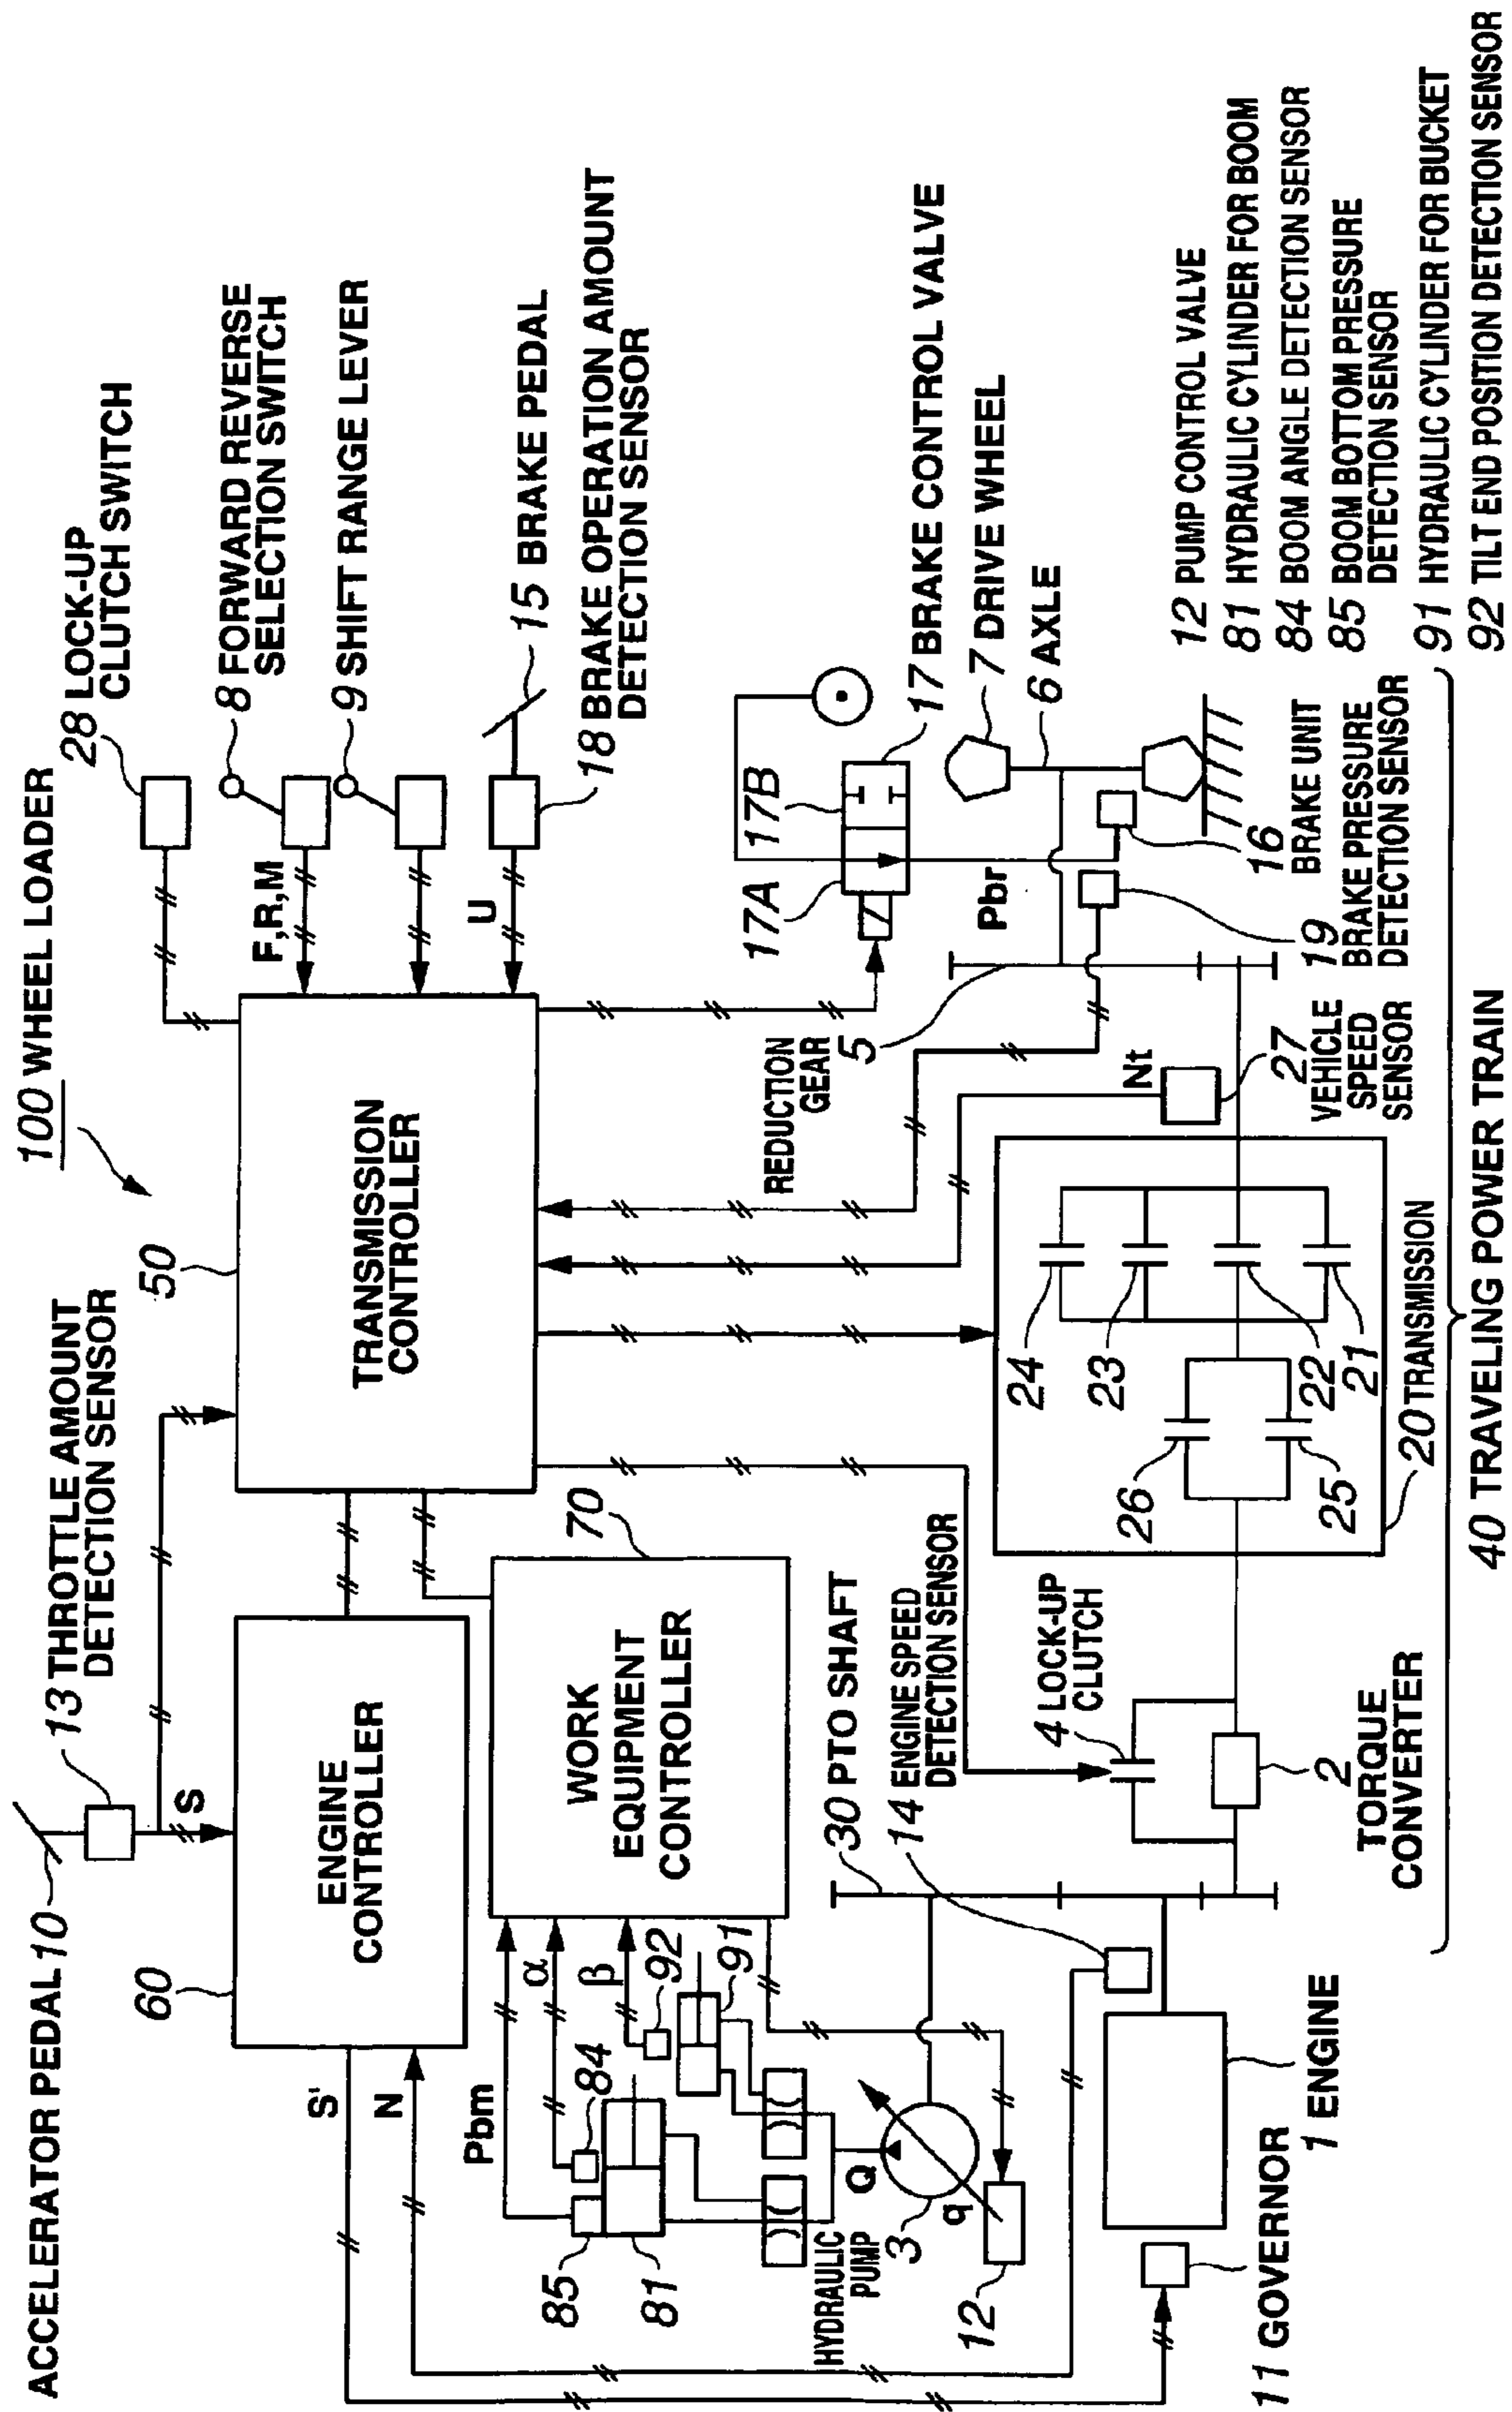 100 WHEEL LOADER
ACCELERATOR PEDAL 10
13 THROTTLE AMOUNT
DETECTION SENSOR
28 LOCK-UP
CLUTCH SWITCH
8 FORWARD REVERSE
SELECTION SWITCH
9 SHIFT RANGE LEVER
15 BRAKE PEDAL
18 BRAKE OPERATION AMOUNT
DETECTION SENSOR
S
F,R,M
U
60
ENGINE
CONTROLLER
50
TRANSMISSION
CONTROLLER
S'
N
70
WORK
EQUIPMENT
CONTROLLER
Pbm
α
β
84
92
91
85
81
HYDRAULIC
PUMP
3
Q
q
12
30 PTO SHAFT
14 ENGINE SPEED
DETECTION SENSOR
4 LOCK-UP
CLUTCH
2
TORQUE
CONVERTER
11 GOVERNOR
1 ENGINE
24
23
22
21
26
25
20 TRANSMISSION
REDUCTION
GEAR
5
Nt
27
VEHICLE
SPEED
SENSOR
17A
17B
17 BRAKE CONTROL VALVE
Pbr
7 DRIVE WHEEL
6 AXLE
16
BRAKE UNIT
19
BRAKE PRESSURE
DETECTION SENSOR
40 TRAVELING POWER TRAIN
12 PUMP CONTROL VALVE
81 HYDRAULIC CYLINDER FOR BOOM
84 BOOM ANGLE DETECTION SENSOR
85 BOOM BOTTOM PRESSURE
DETECTION SENSOR
91 HYDRAULIC CYLINDER FOR BUCKET
92 TILT END POSITION DETECTION SENSOR